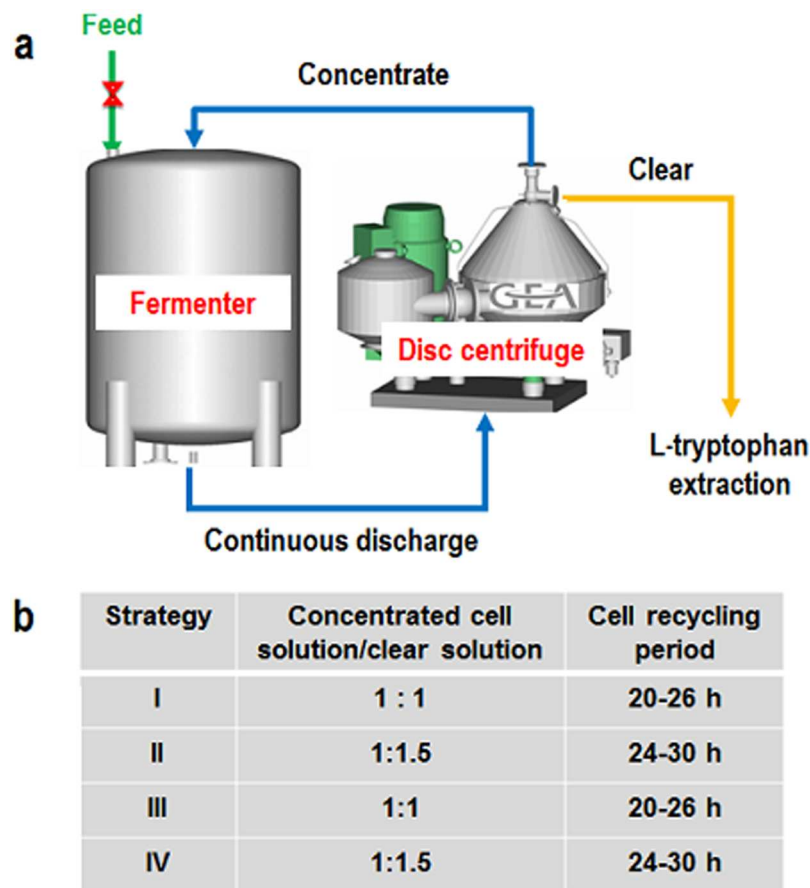 Feed
a
Concentrate
Clear
Fermenter
GEA
Disc centrifuge
L-tryptophan
extraction
Continuous discharge
b
Strategy Concentrated cell solution/clear solution Cell recycling period
I 1 : 1 20-26 h
II 1:1.5 24-30 h
III 1:1 20-26 h
IV 1:1.5 24-30 h